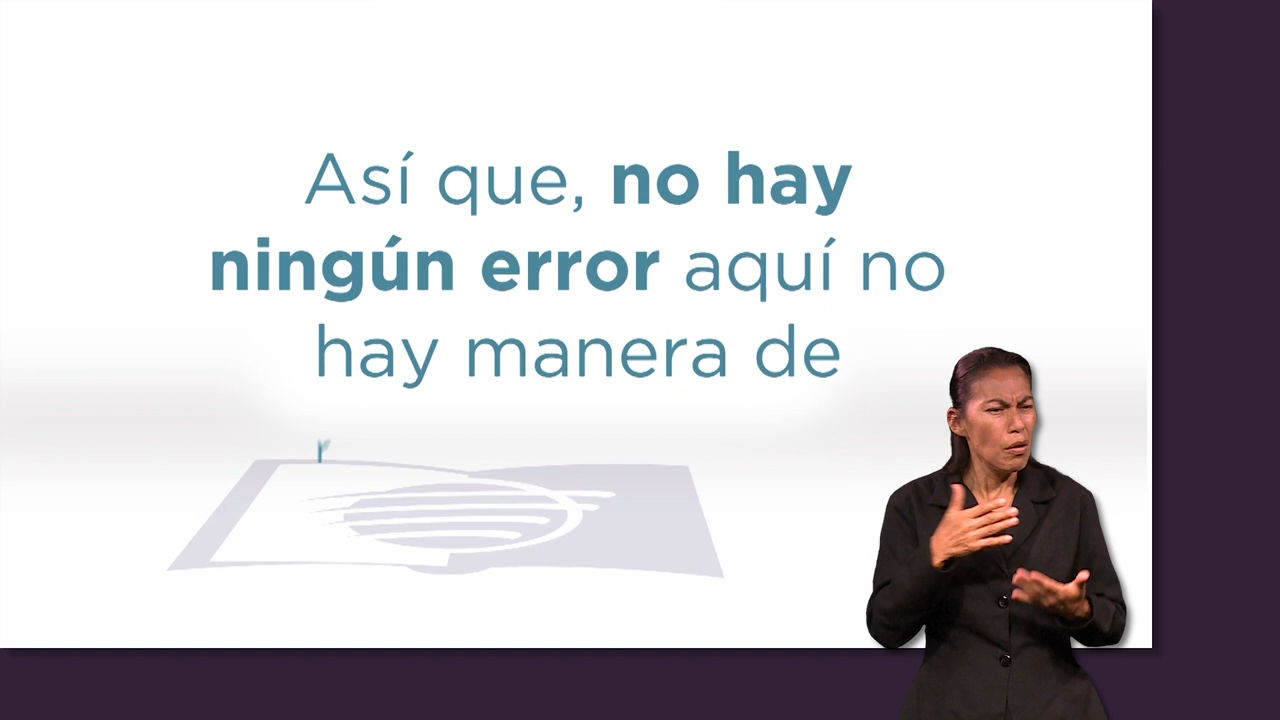 Así que, no hay
ningún error aquí no
hay manera de